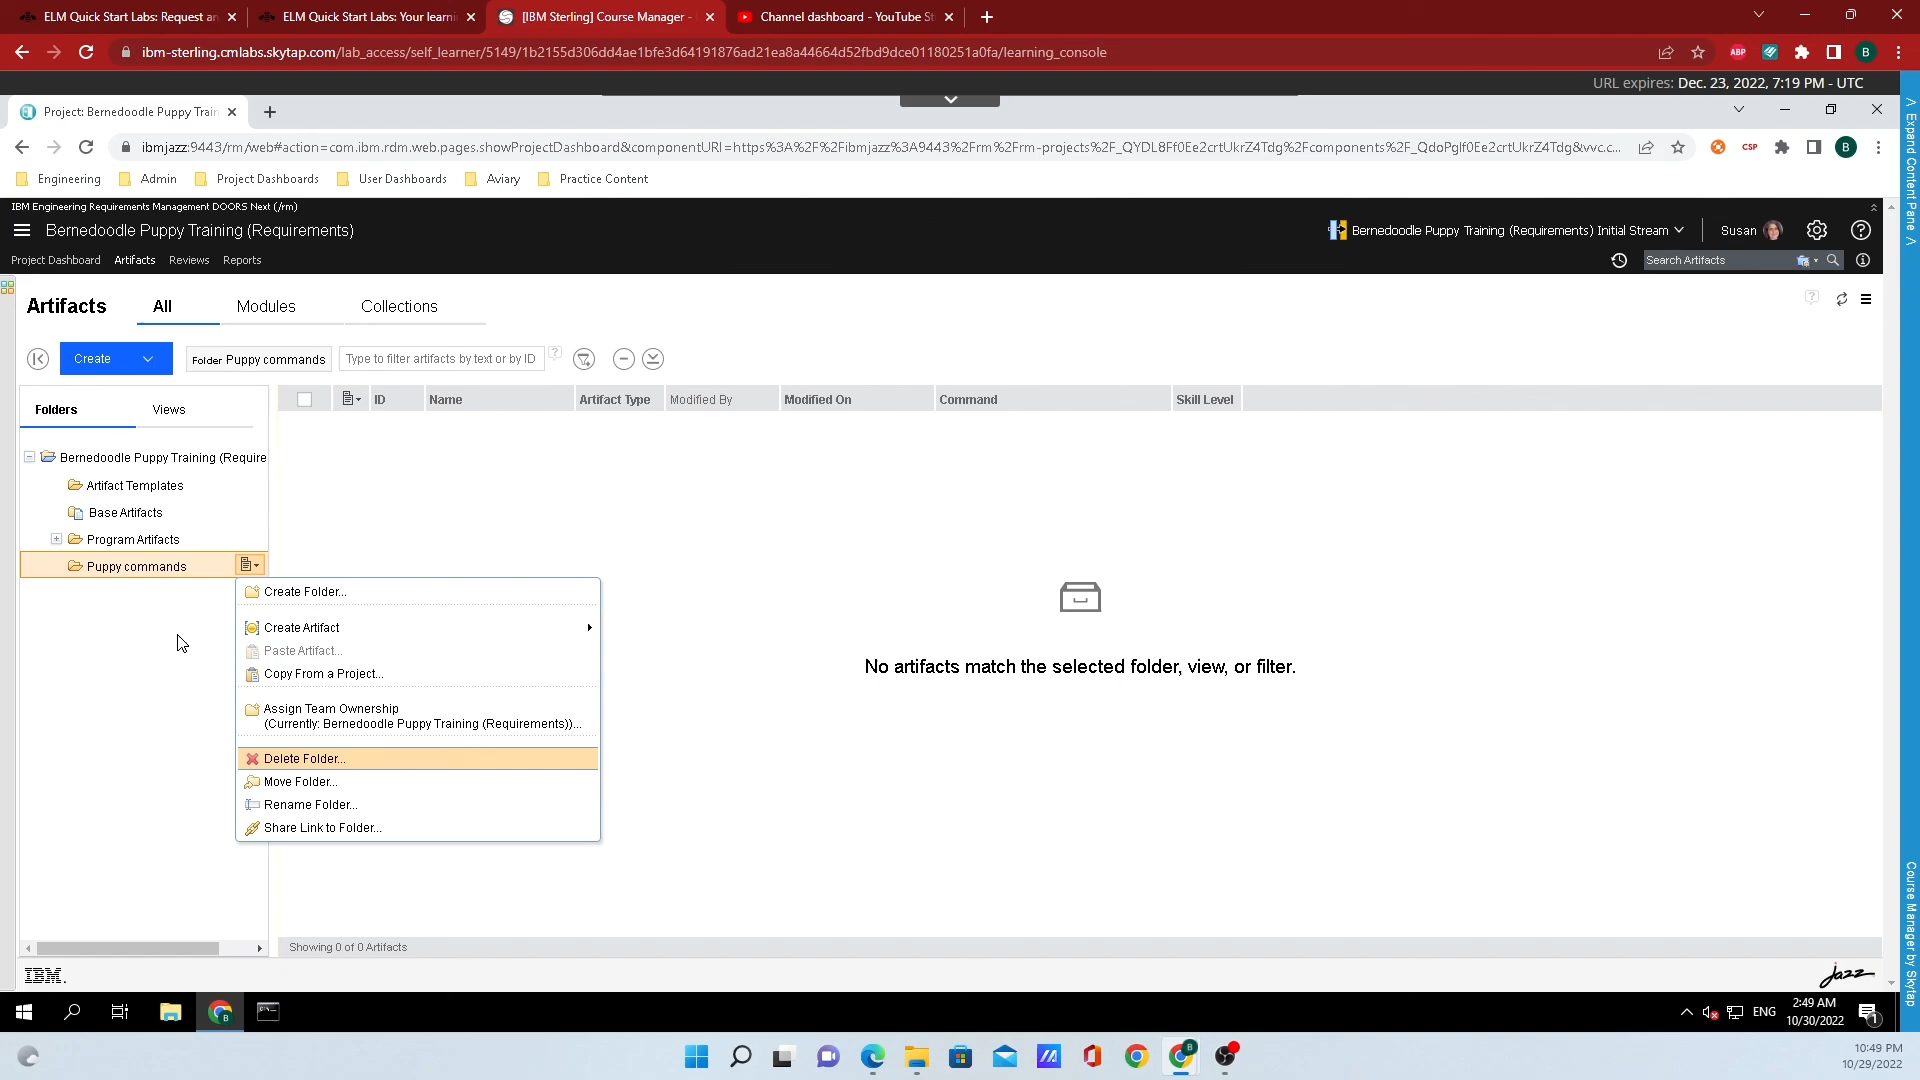 ELM Quick Start Labs: Request an
ELM Quick Start Labs: Your learni
[IBM Sterling] Course Manager -
Channel dashboard - YouTube St
ibm-sterling.cmlabs.skytap.com/lab_access/self_learner/5149/1b2155d306dd4ae1bfe3d64191876ad21ea8a44664d52fbd9dce01180251a0fa/learning_console
ABP
B
URL expires: Dec. 23, 2022, 7:19 PM - UTC
Project: Bernedoodle Puppy Train
ibmjazz:9443/rm/web#action=com.ibm.rdm.web.pages.showProjectDashboard&componentURI=https%3A%2F%2Fibmjazz%3A9443%2Frm%2Frm-projects%2F_QYDL8Ff0Ee2crtUkrZ4Tdg%2Fcomponents%2F_QdoPgIf0Ee2crtUkrZ4Tdg&vvc.c...
CSP
B
Engineering
Admin
Project Dashboards
User Dashboards
Aviary
Practice Content
IBM Engineering Requirements Management DOORS Next (/rm)
Bernedoodle Puppy Training (Requirements)
Bernedoodle Puppy Training (Requirements) Initial Stream
Susan
Project Dashboard
Artifacts
Reviews
Reports
Search Artifacts
Artifacts
All
Modules
Collections
Create
Folder Puppy commands
Type to filter artifacts by text or by ID
Folders
Views
ID
Name
Artifact Type
Modified By
Modified On
Command
Skill Level
Bernedoodle Puppy Training (Require
Artifact Templates
Base Artifacts
Program Artifacts
Puppy commands
Create Folder...
Create Artifact
Paste Artifact...
Copy From a Project...
Assign Team Ownership
(Currently: Bernedoodle Puppy Training (Requirements))...
Delete Folder...
Move Folder...
Rename Folder...
Share Link to Folder...
No artifacts match the selected folder, view, or filter.
Showing 0 of 0 Artifacts
IBM.
jazz
ENG
2:49 AM
10/30/2022
1
10:49 PM
10/29/2022
Expand Content Pane
Course Manager by Skytap